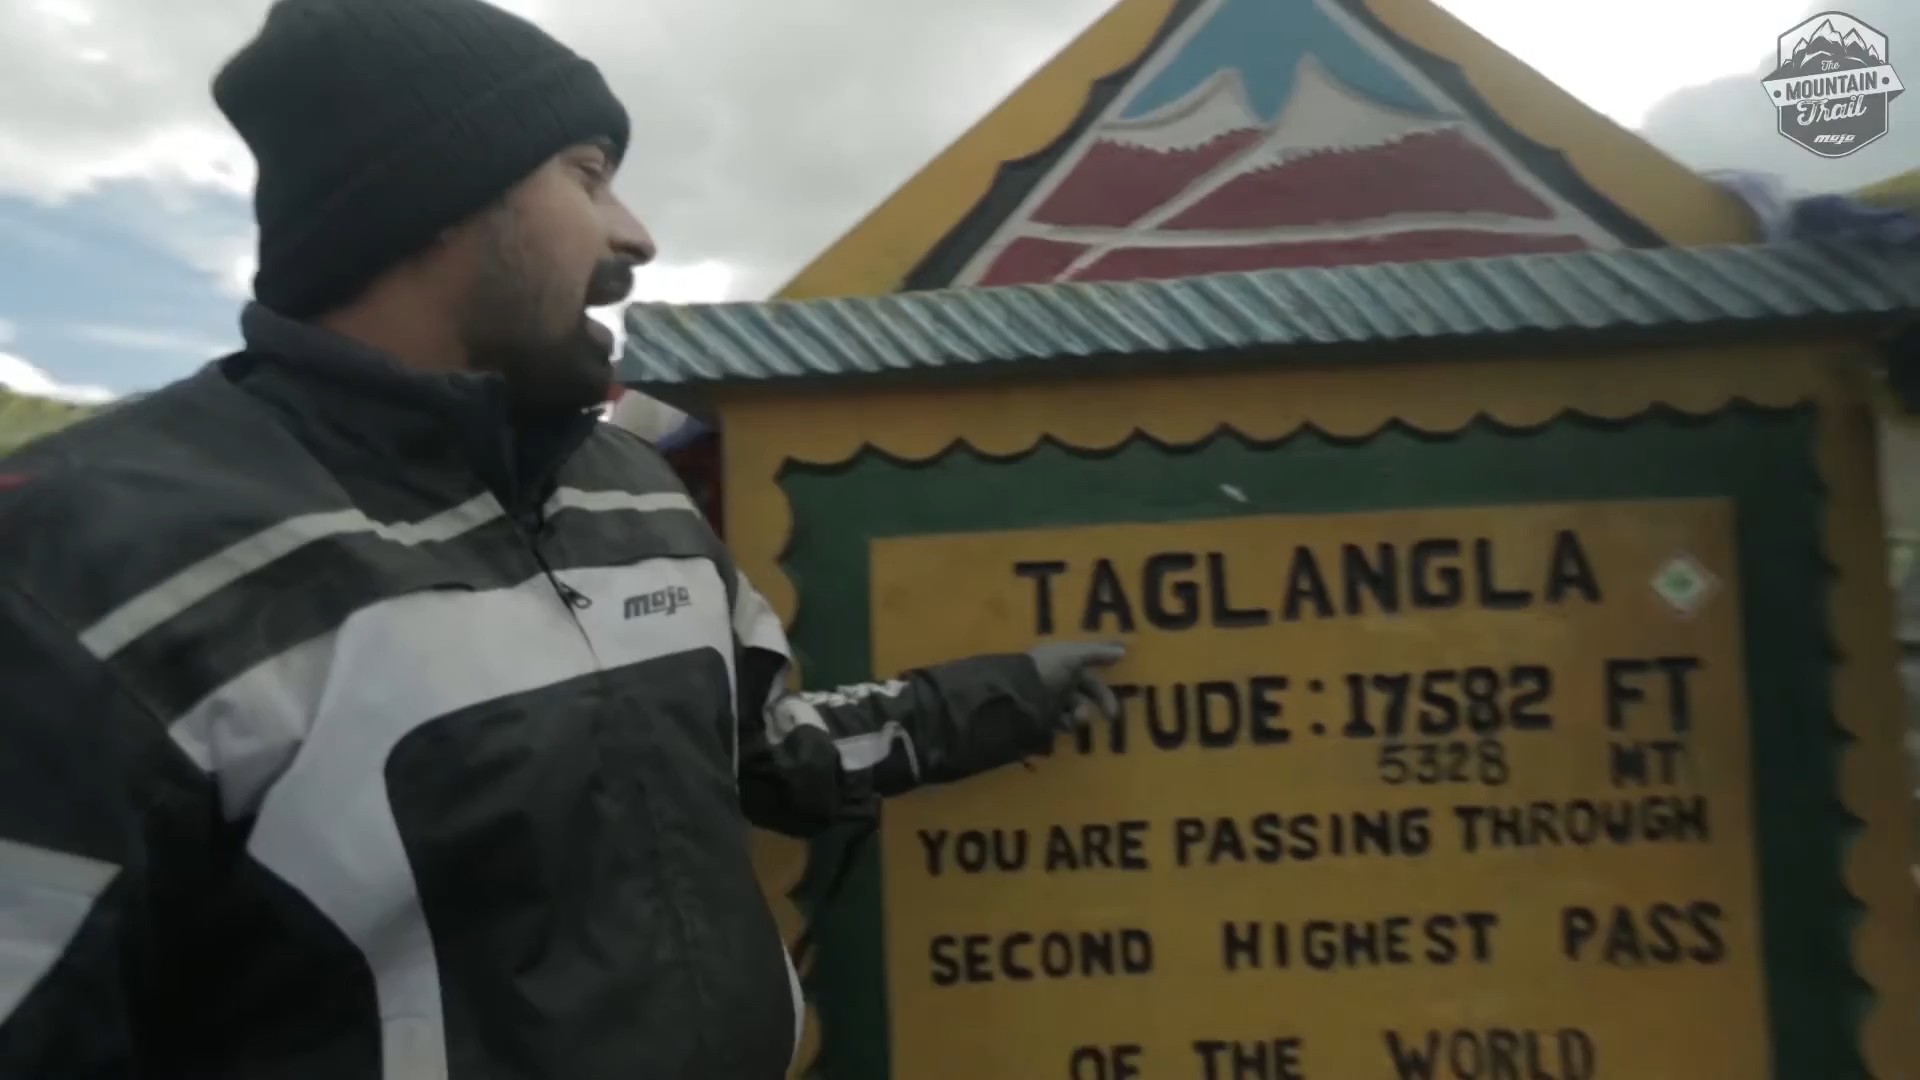 The
MOUNTAIN
Trail
mojo
mojo
TAGLANGLA
TITUDE : 17582 FT
5328 MT
YOU ARE PASSING THROUGH
SECOND HIGHEST PASS
OF THE WORLD